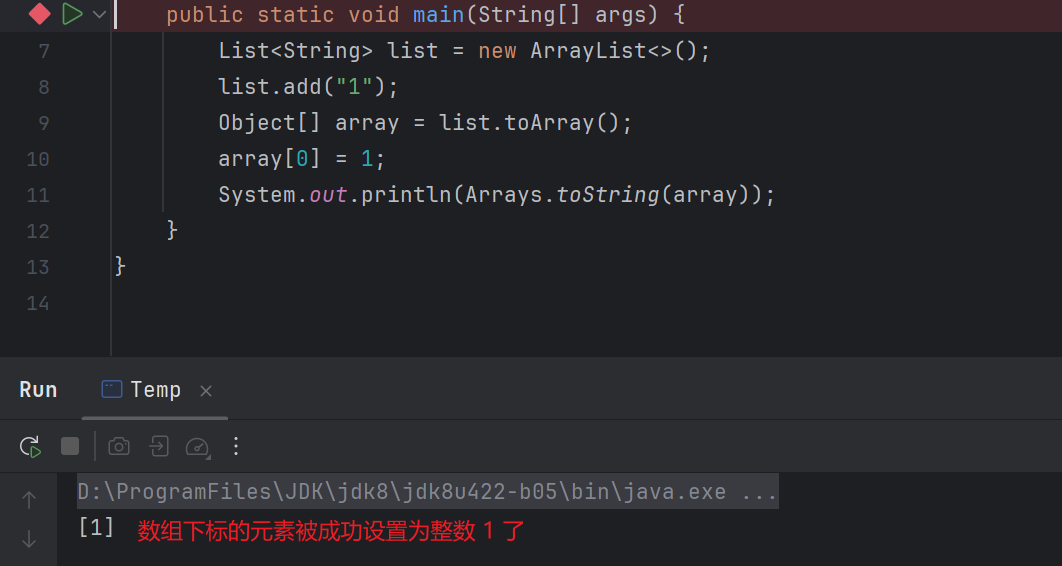 public static void main(String[] args) {
7 List<String> list = new ArrayList<>();
8 list.add("1");
9 Object[] array = list.toArray();
10 array[0] = 1;
11 System.out.println(Arrays.toString(array));
12 }
13 }
14
Run Temp ×
D:\ProgramFiles\JDK\jdk8\jdk8u422-b05\bin\java.exe ...
[1] 数组下标的元素被成功设置为整数 1 了